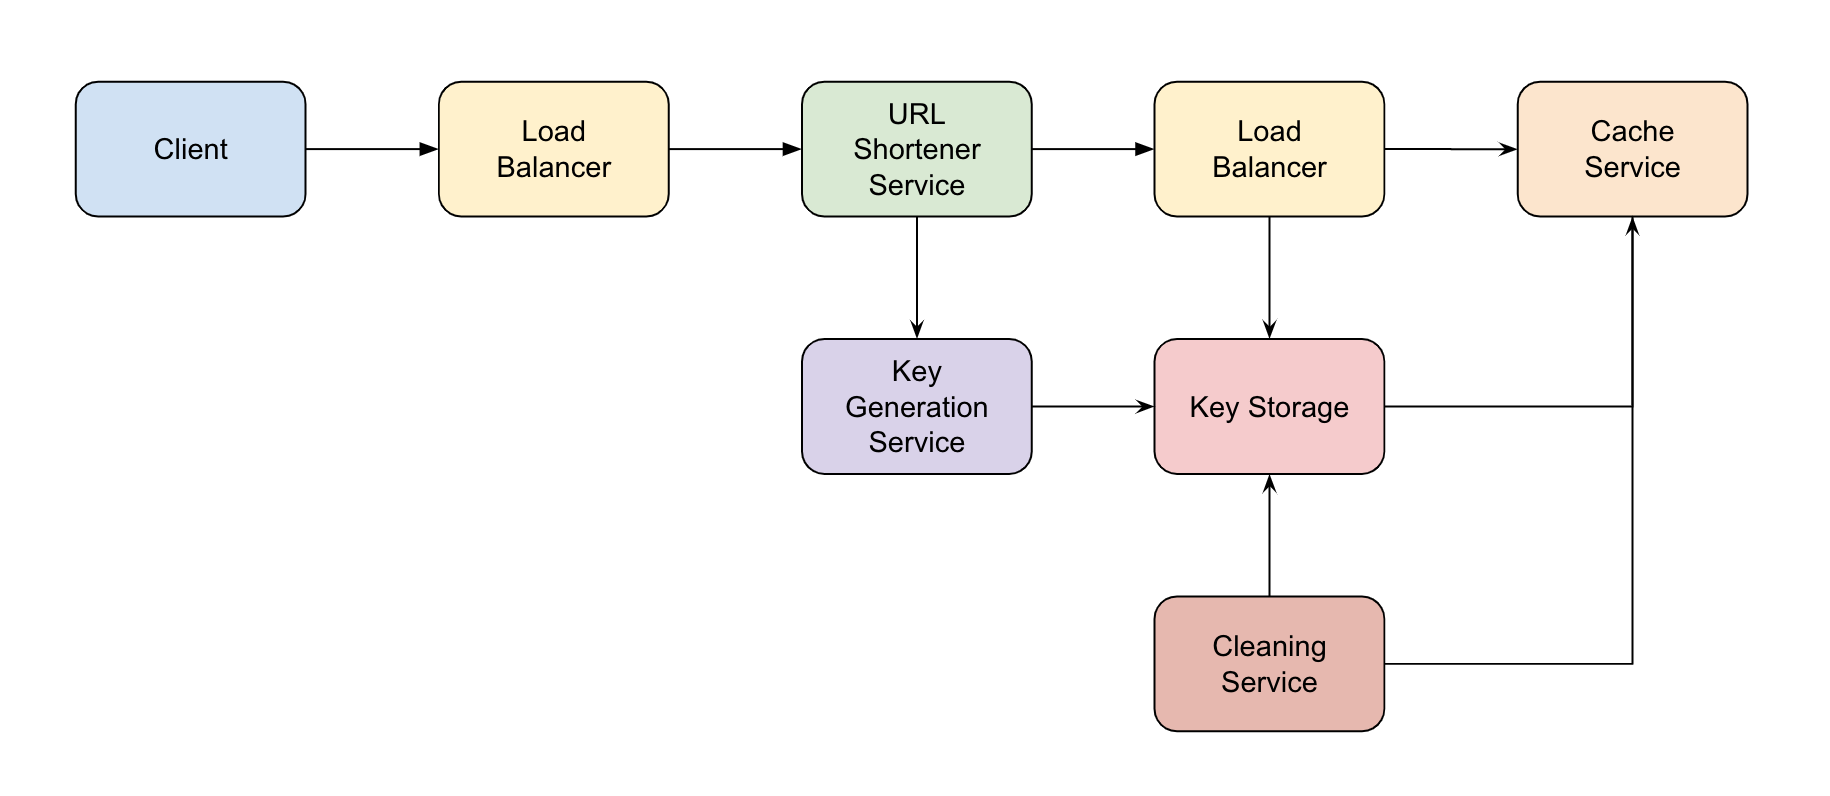 Client
Load
Balancer
URL
Shortener
Service
Load
Balancer
Cache
Service
Key
Generation
Service
Key Storage
Cleaning
Service